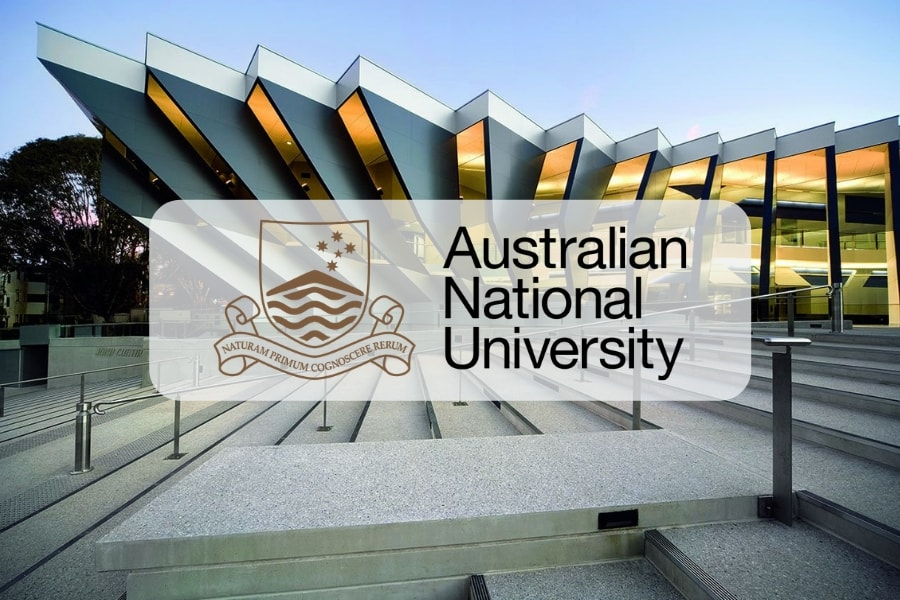 Australian
National
University
NATURAM PRIMUM COGNOSCERE RERUM